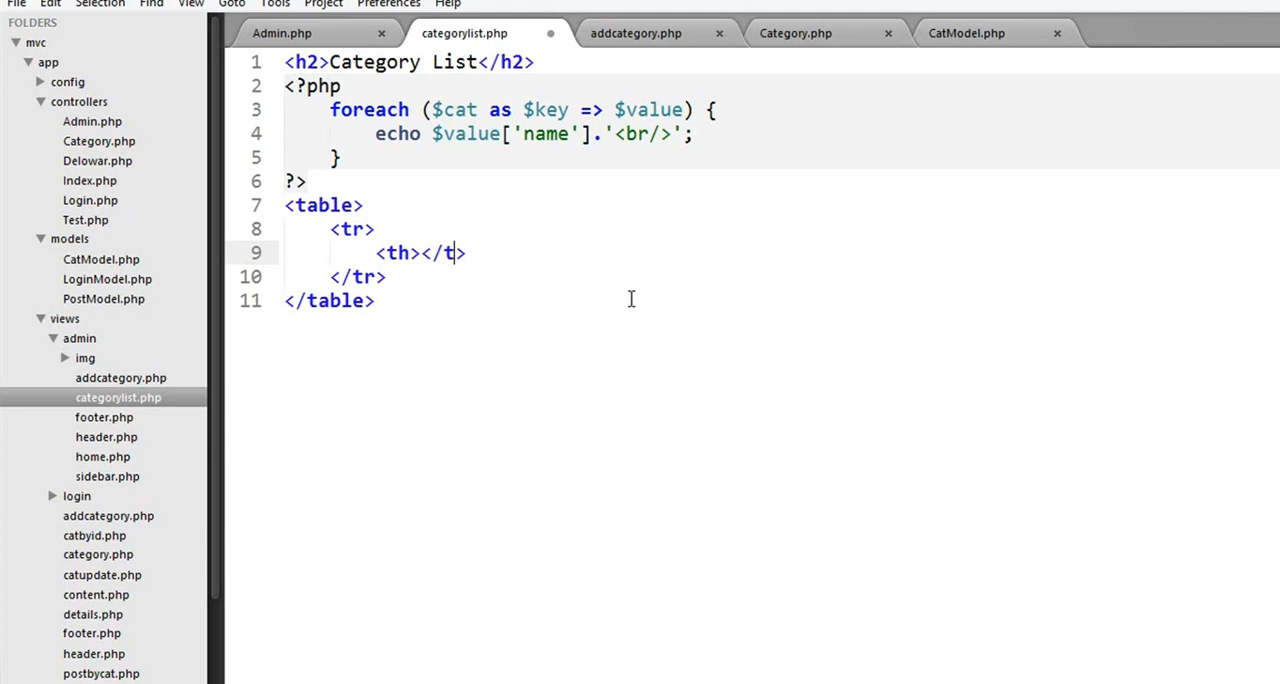 File Edit Selection Find View Goto Tools Project Preferences Help
FOLDERS
mvc
app
config
controllers
Admin.php
Category.php
Delowar.php
Index.php
Login.php
Test.php
models
CatModel.php
LoginModel.php
PostModel.php
views
admin
img
addcategory.php
categorylist.php
footer.php
header.php
home.php
sidebar.php
login
addcategory.php
catbyid.php
category.php
catupdate.php
content.php
details.php
footer.php
header.php
postbycat.php
Admin.php × categorylist.php addcategory.php × Category.php × CatModel.php ×
1 <h2>Category List</h2>
2 <?php
3 foreach ($cat as $key => $value) {
4 echo $value['name'].'<br/>';
5 }
6 ?>
7 <table>
8 <tr>
9 <th></t>
10 </tr>
11 </table>